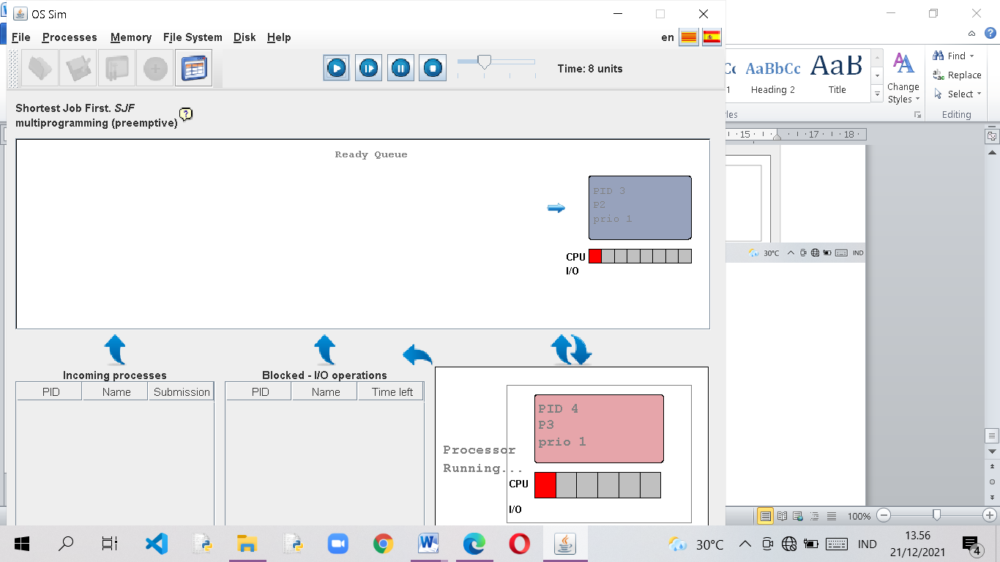 OS Sim
File Processes Memory File System Disk Help
en
Time: 8 units
Shortest Job First. SJF
multiprogramming (preemptive)
?
Ready Queue
PID 3
P2
prio 1
CPU
I/O
Incoming processes
PID Name Submission
Blocked - I/O operations
PID Name Time left
Processor
Running...
PID 4
P3
prio 1
CPU
I/O
AaBbCc AaB
1 Heading 2 Title
Change
Styles
Find
Replace
Select
les
Editing
15 17 18
30°C IND
100%
30°C IND
13.56
21/12/2021
4